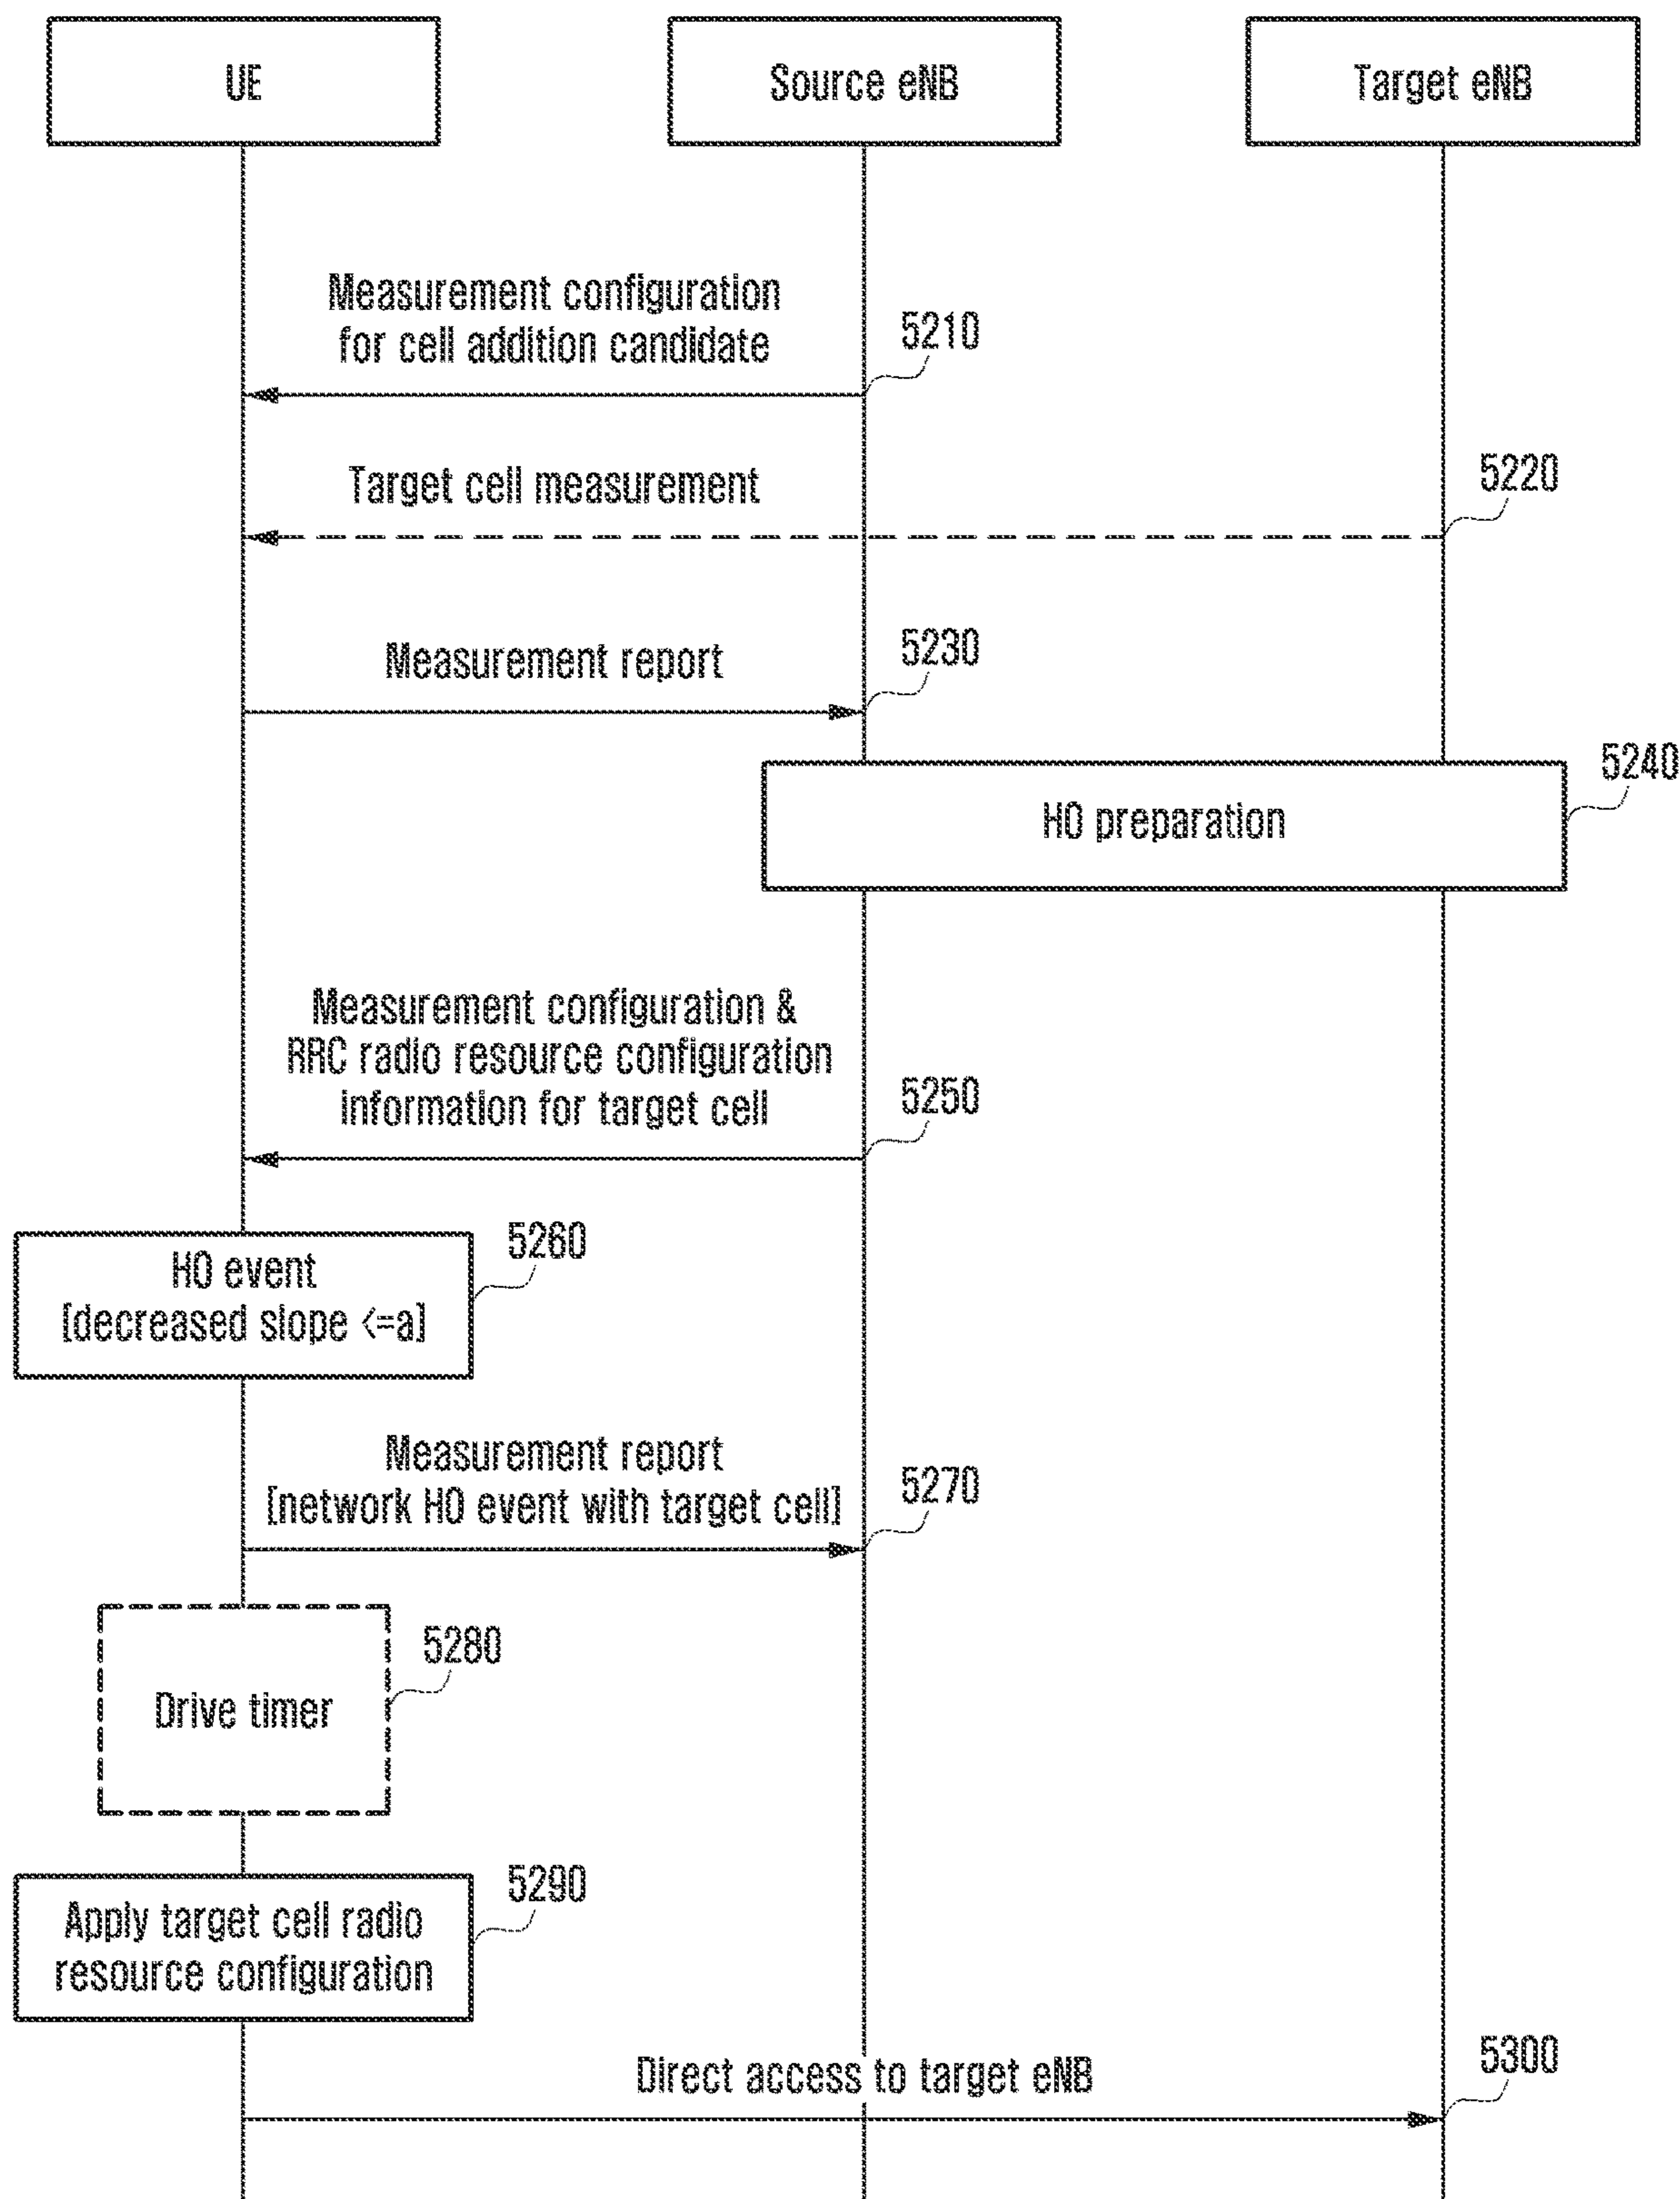 UE
Source eNB
Target eNB
Measurement configuration
for cell addition candidate
5210
Target cell measurement
5220
Measurement report
5230
HO preparation
5240
Measurement configuration &
RRC radio resource configuration
information for target cell
5250
HO event
[decreased slope <=a]
5260
Measurement report
[network HO event with target cell]
5270
Drive timer
5280
Apply target cell radio
resource configuration
5290
Direct access to target eNB
5300